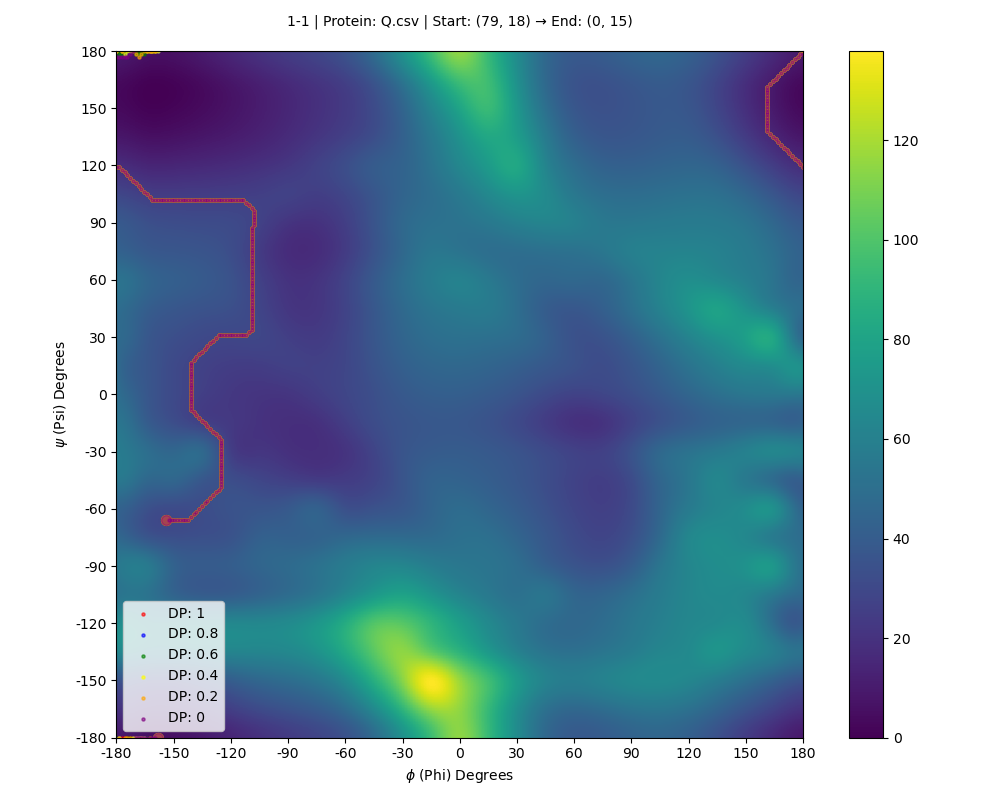 1-1 | Protein: Q.csv | Start: (79, 18) → End: (0, 15)
180
150
120
90
60
30
0
-30
-60
-90
-120
-150
-180
ψ (Psi) Degrees
-180 -150 -120 -90 -60 -30 0 30 60 90 120 150 180
ϕ (Phi) Degrees
DP: 1
DP: 0.8
DP: 0.6
DP: 0.4
DP: 0.2
DP: 0
120
100
80
60
40
20
0